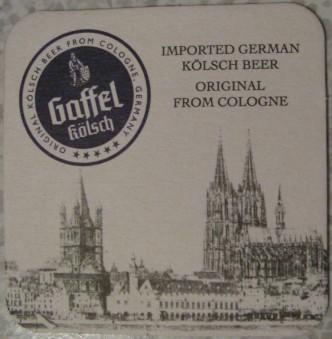 ORIGINAL KÖLSCH BEER FROM COLOGNE, GERMANY
Gaffel
Kölsch
IMPORTED GERMAN
KÖLSCH BEER
ORIGINAL
FROM COLOGNE